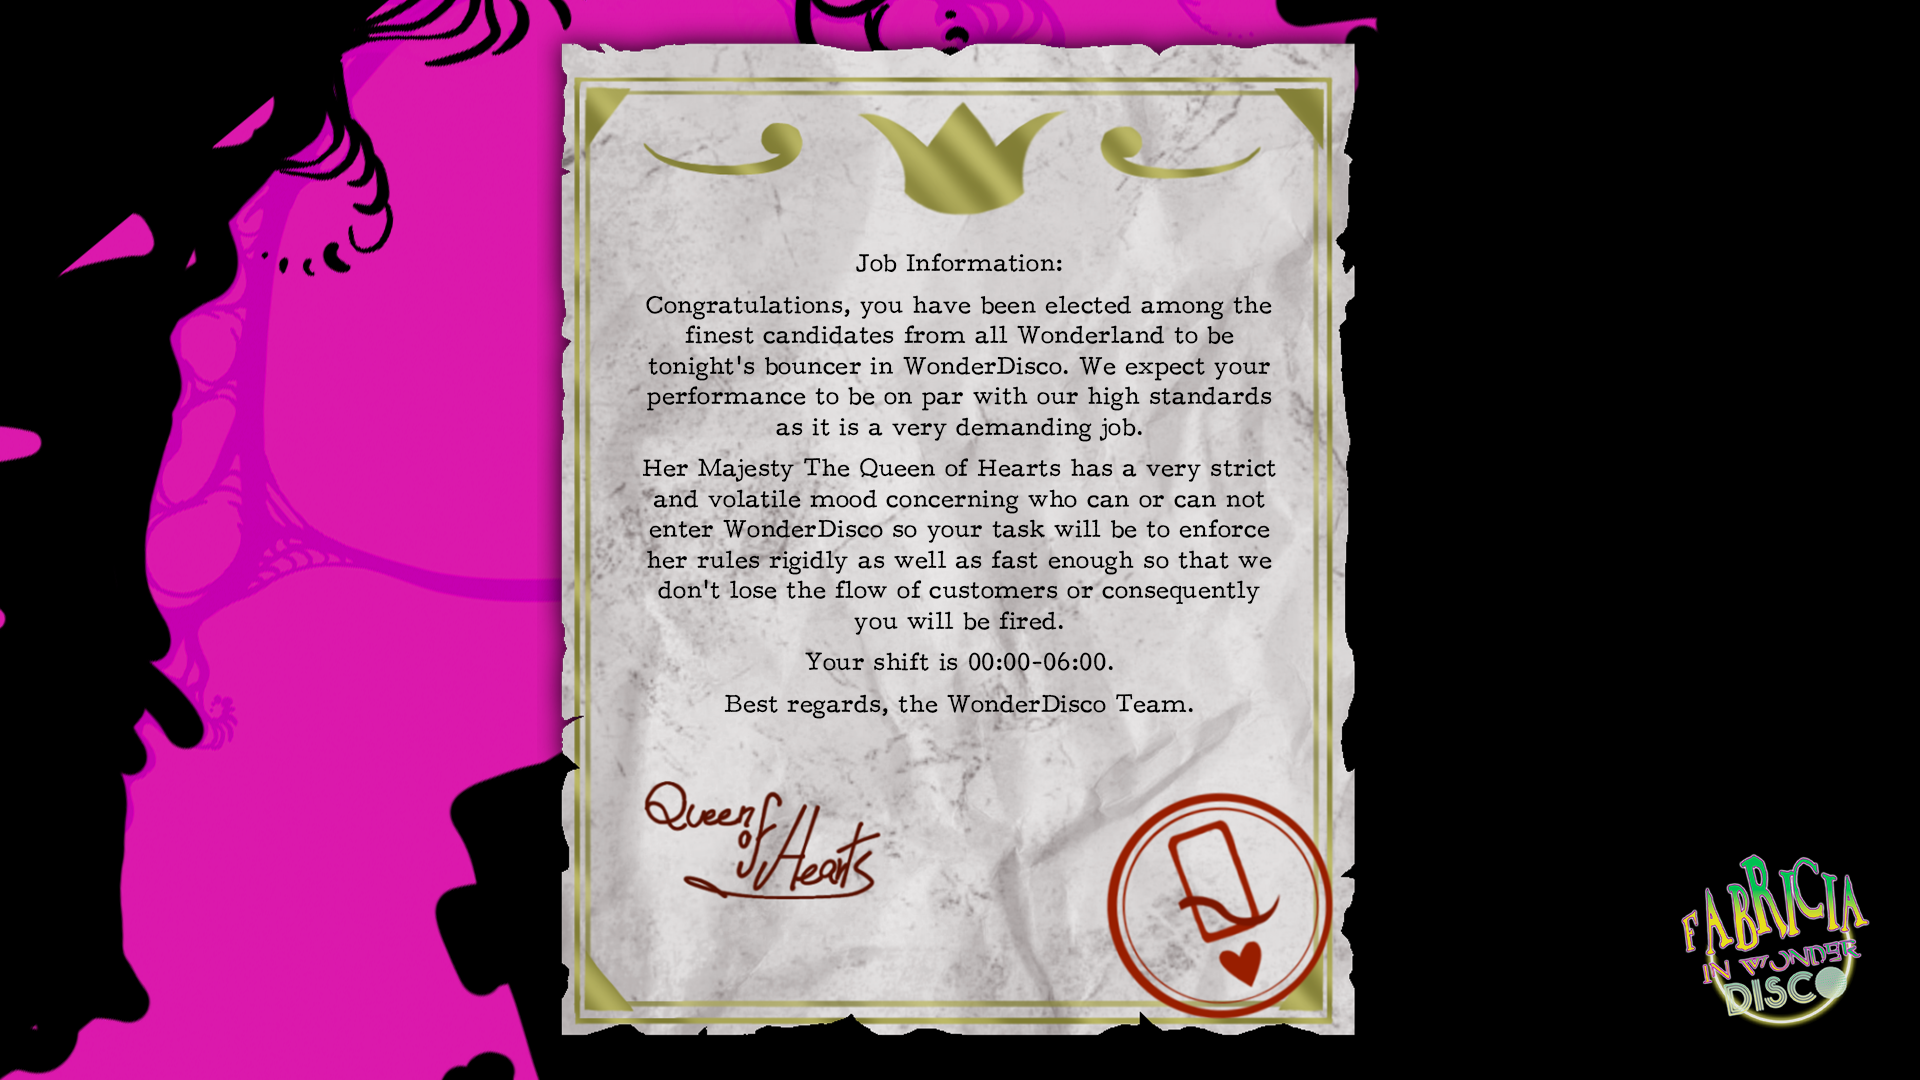 Job Information:
Congratulations, you have been elected among the
finest candidates from all Wonderland to be
tonight's bouncer in WonderDisco. We expect your
performance to be on par with our high standards
as it is a very demanding job.
Her Majesty The Queen of Hearts has a very strict
and volatile mood concerning who can or can not
enter WonderDisco so your task will be to enforce
her rules rigidly as well as fast enough so that we
don't lose the flow of customers or consequently
you will be fired.
Your shift is 00:00-06:00.
Best regards, the WonderDisco Team.
Queen
of Hearts
FABRICIA
IN WONDER
DISCO